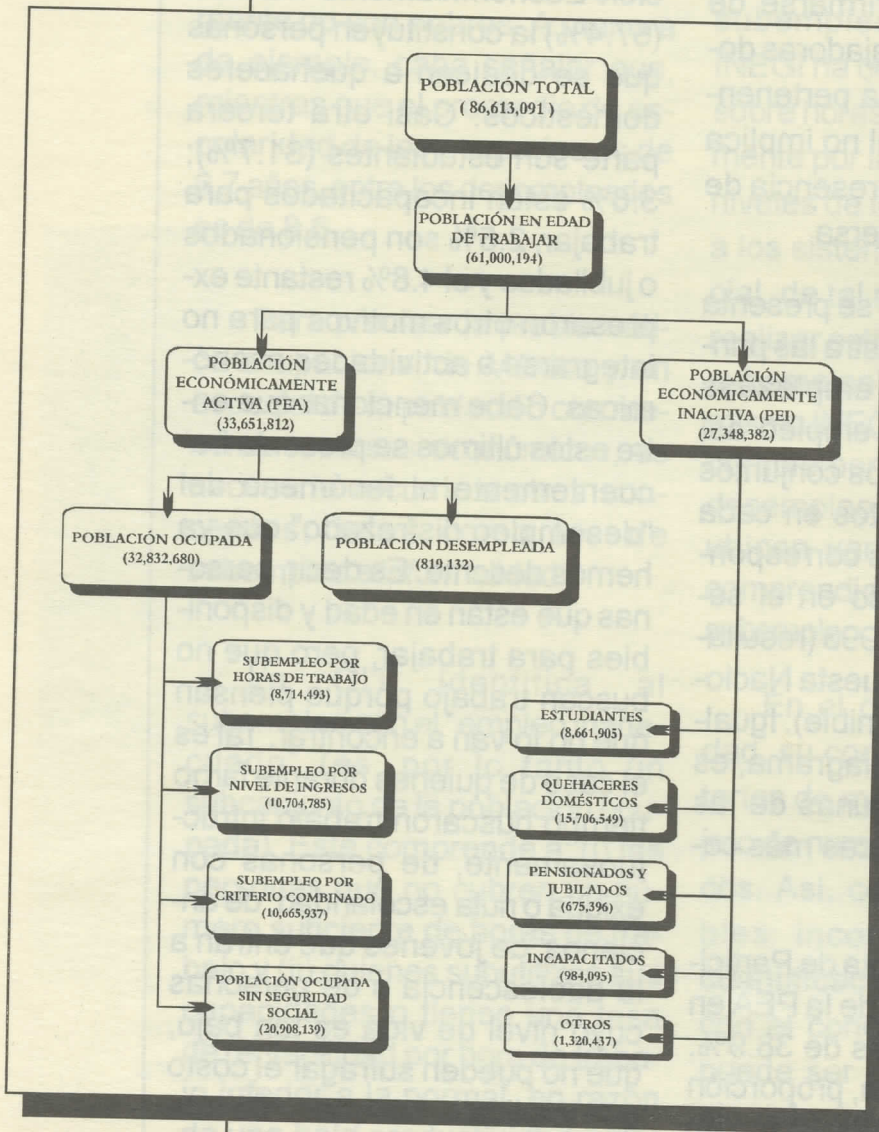 POBLACIÓN TOTAL
( 86,613,091 )
POBLACIÓN EN EDAD
DE TRABAJAR
(61,000,194)
POBLACIÓN
ECONÓMICAMENTE
ACTIVA (PEA)
(33,651,812)
POBLACIÓN
ECONÓMICAMENTE
INACTIVA (PEI)
(27,348,382)
POBLACIÓN OCUPADA
(32,832,680)
POBLACIÓN DESEMPLEADA
(819,132)
SUBEMPLEO POR
HORAS DE TRABAJO
(8,714,493)
SUBEMPLEO POR
NIVEL DE INGRESOS
(10,704,785)
SUBEMPLEO POR
CRITERIO COMBINADO
(10,665,937)
POBLACIÓN OCUPADA
SIN SEGURIDAD
SOCIAL
(20,908,139)
ESTUDIANTES
(8,661,905)
QUEHACERES
DOMÉSTICOS
(15,706,549)
PENSIONADOS Y
JUBILADOS
(675,396)
INCAPACITADOS
(984,095)
OTROS
(1,320,437)